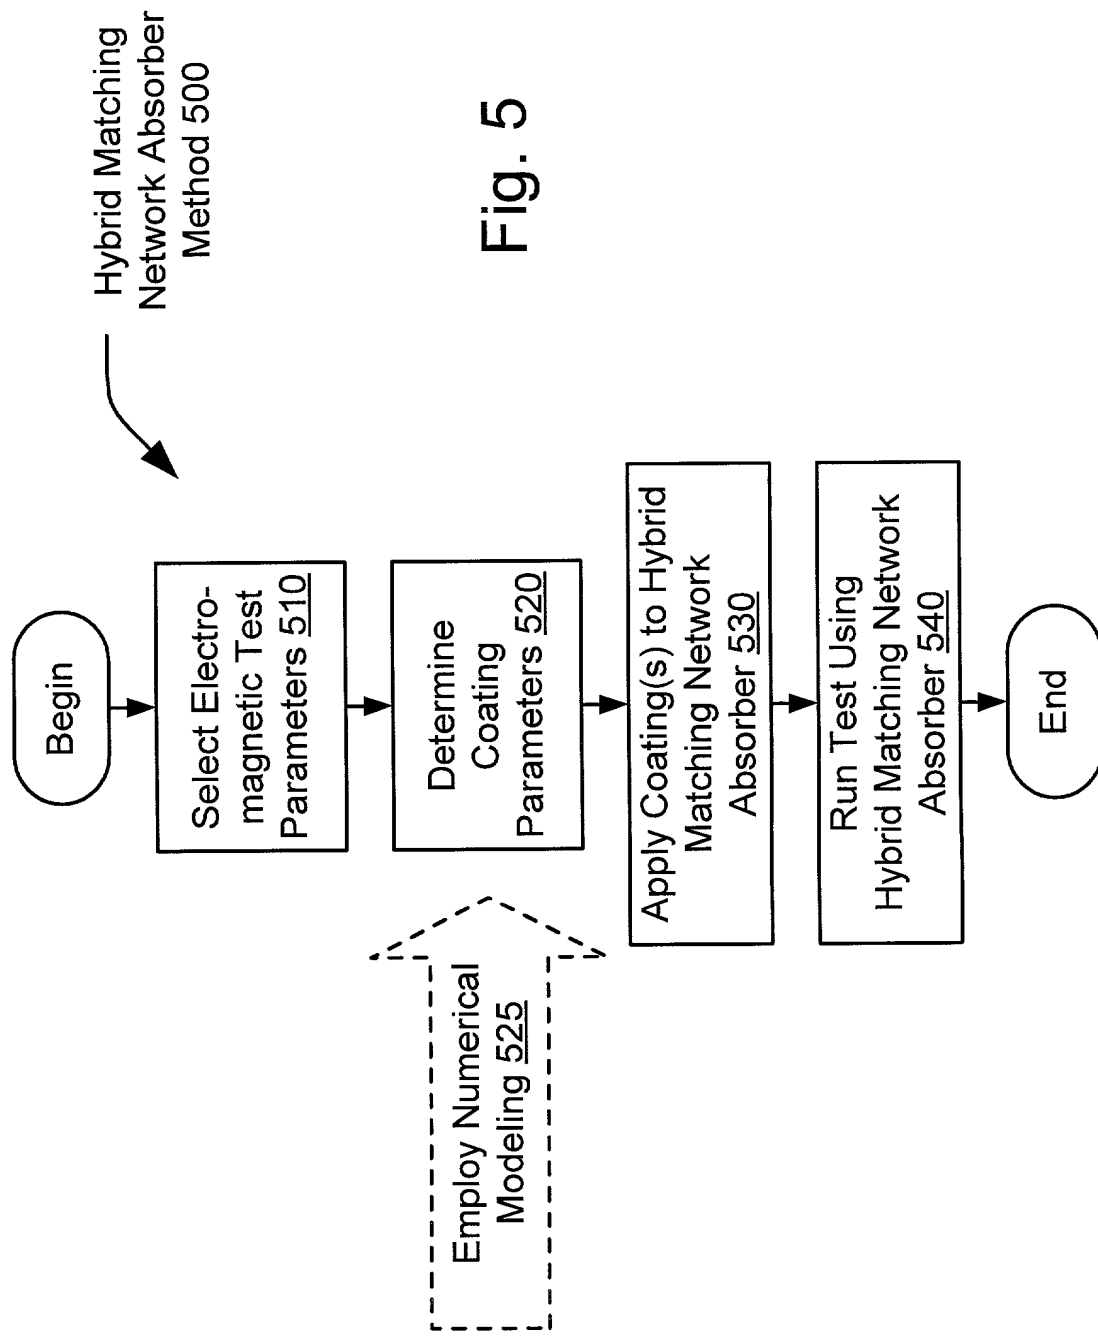 Hybrid Matching
Network Absorber
Method 500
Begin
Select Electro-
magnetic Test
Parameters 510
Determine
Coating
Parameters 520
Employ Numerical
Modeling 525
Apply Coating(s) to Hybrid
Matching Network
Absorber 530
Run Test Using
Hybrid Matching Network
Absorber 540
End
Fig. 5